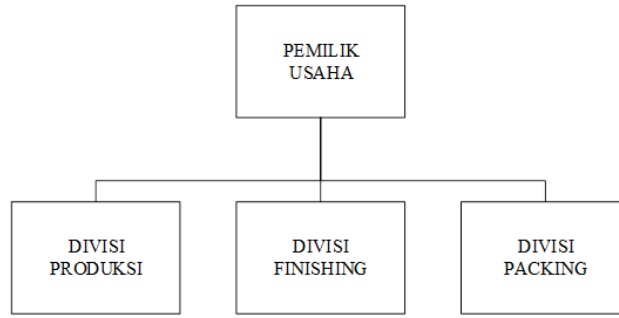 PEMILIK
USAHA
DIVISI
PRODUKSI
DIVISI
FINISHING
DIVISI
PACKING